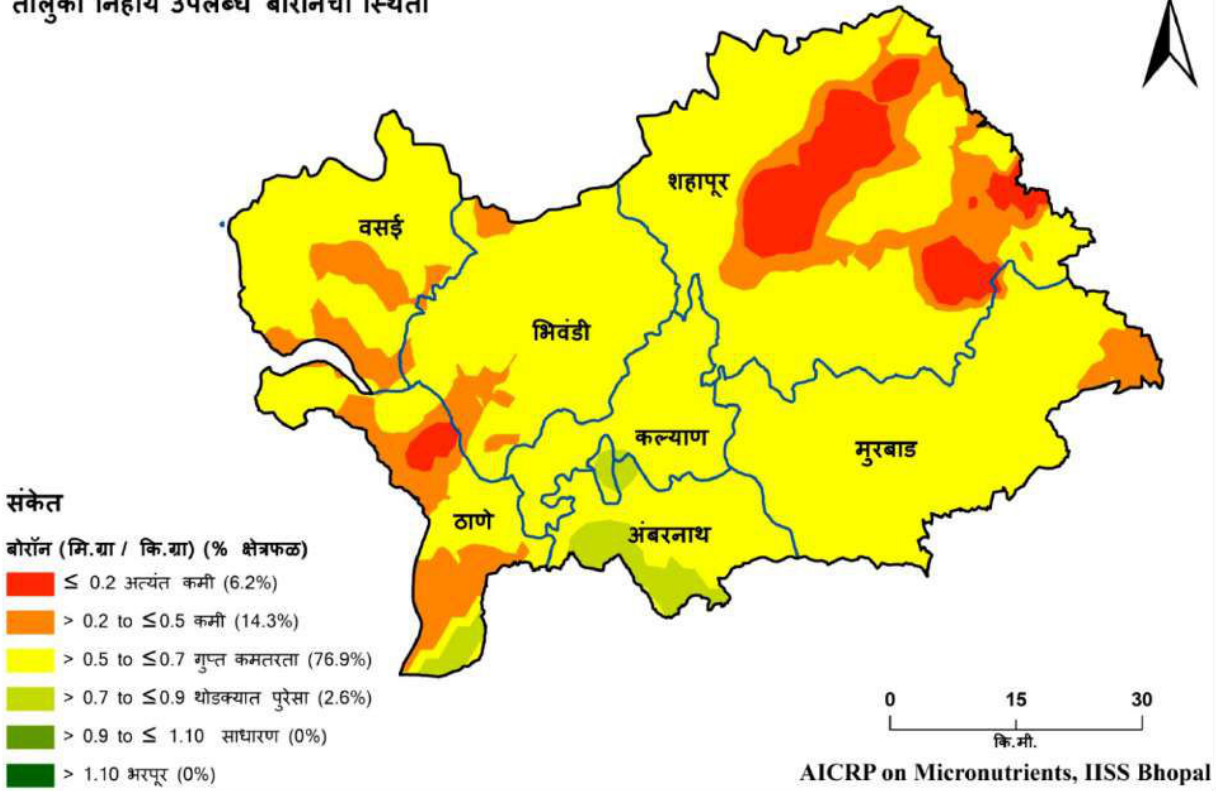 तालुका निहाय उपलब्ध बोरॉनची स्थिती
शहापूर
वसई
भिवंडी
कल्याण
मुरबाड
ठाणे
अंबरनाथ
संकेत
बोरॉन (मि.ग्रा / कि.ग्रा) (% क्षेत्रफळ)
≤ 0.2 अत्यंत कमी (6.2%)
> 0.2 to ≤0.5 कमी (14.3%)
> 0.5 to ≤0.7 गुप्त कमतरता (76.9%)
> 0.7 to ≤0.9 थोडक्यात पुरेसा (2.6%)
> 0.9 to ≤ 1.10 साधारण (0%)
> 1.10 भरपूर (0%)
0 15 30
कि.मी.
AICRP on Micronutrients, IISS Bhopal